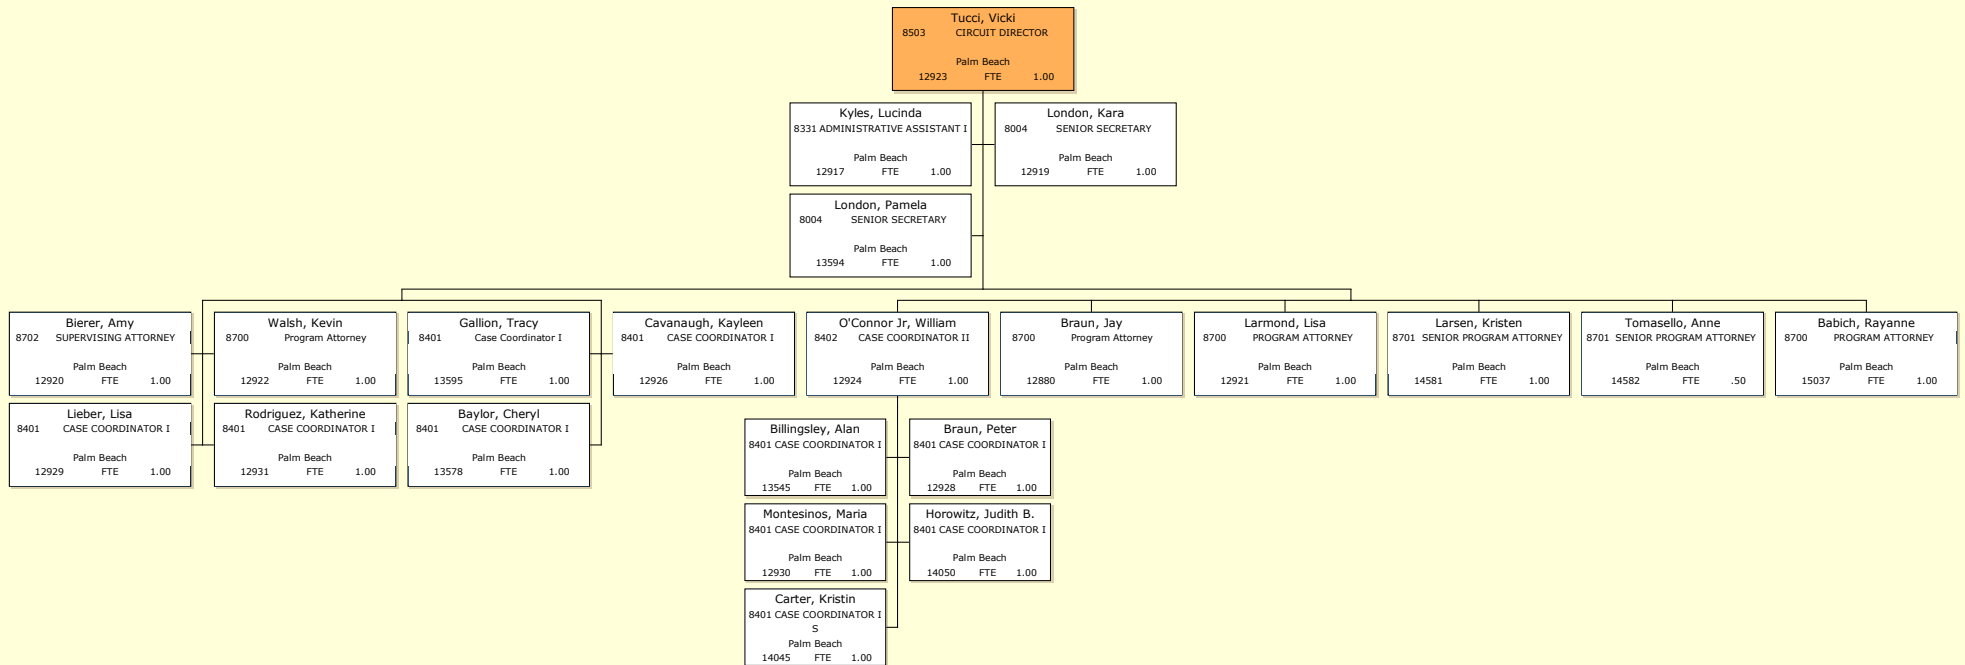 Tucci, Vicki
8503 CIRCUIT DIRECTOR
Palm Beach
12923 FTE 1.00
Kyles, Lucinda
8331 ADMINISTRATIVE ASSISTANT I
Palm Beach
12917 FTE 1.00
London, Kara
8004 SENIOR SECRETARY
Palm Beach
12919 FTE 1.00
London, Pamela
8004 SENIOR SECRETARY
Palm Beach
13594 FTE 1.00
Bierer, Amy
8702 SUPERVISING ATTORNEY
Palm Beach
12920 FTE 1.00
Walsh, Kevin
8700 Program Attorney
Palm Beach
12922 FTE 1.00
Gallion, Tracy
8401 Case Coordinator I
Palm Beach
13595 FTE 1.00
Cavanaugh, Kayleen
8401 CASE COORDINATOR I
Palm Beach
12926 FTE 1.00
O'Connor Jr, William
8402 CASE COORDINATOR II
Palm Beach
12924 FTE 1.00
Braun, Jay
8700 Program Attorney
Palm Beach
12880 FTE 1.00
Larmond, Lisa
8700 PROGRAM ATTORNEY
Palm Beach
12921 FTE 1.00
Larsen, Kristen
8701 SENIOR PROGRAM ATTORNEY
Palm Beach
14581 FTE 1.00
Tomasello, Anne
8701 SENIOR PROGRAM ATTORNEY
Palm Beach
14582 FTE .50
Babich, Rayanne
8700 PROGRAM ATTORNEY
Palm Beach
15037 FTE 1.00
Lieber, Lisa
8401 CASE COORDINATOR I
Palm Beach
12929 FTE 1.00
Rodriguez, Katherine
8401 CASE COORDINATOR I
Palm Beach
12931 FTE 1.00
Baylor, Cheryl
8401 CASE COORDINATOR I
Palm Beach
13578 FTE 1.00
Billingsley, Alan
8401 CASE COORDINATOR I
Palm Beach
13545 FTE 1.00
Braun, Peter
8401 CASE COORDINATOR I
Palm Beach
12928 FTE 1.00
Montesinos, Maria
8401 CASE COORDINATOR I
Palm Beach
12930 FTE 1.00
Horowitz, Judith B.
8401 CASE COORDINATOR I
Palm Beach
14050 FTE 1.00
Carter, Kristin
8401 CASE COORDINATOR I
S
Palm Beach
14045 FTE 1.00